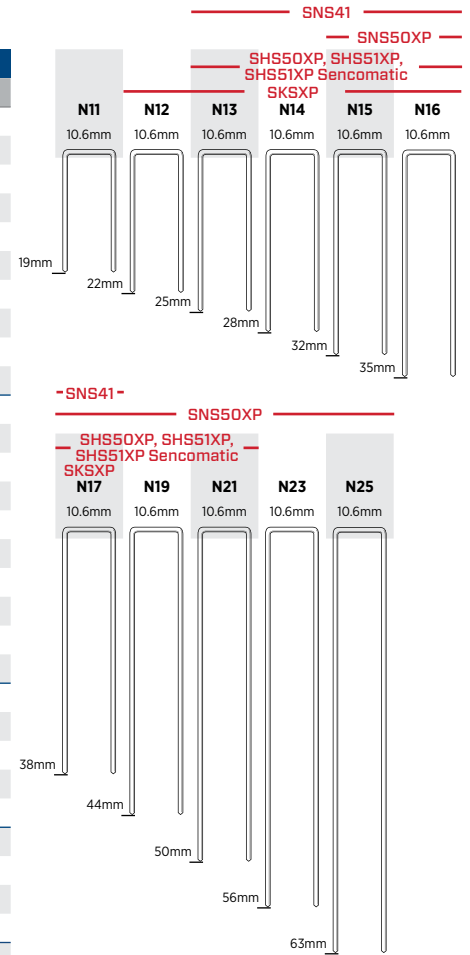 SNS41
SNS50XP
SHS50XP, SHS51XP,
SHS51XP Sencomatic
SKSXP
N11 N12 N13 N14 N15 N16
10.6mm 10.6mm 10.6mm 10.6mm 10.6mm 10.6mm
19mm
22mm
25mm
28mm
32mm
35mm
SNS41
SNS50XP
SHS50XP, SHS51XP,
SHS51XP Sencomatic
SKSXP
N17 N19 N21 N23 N25
10.6mm 10.6mm 10.6mm 10.6mm 10.6mm
38mm
44mm
50mm
56mm
63mm